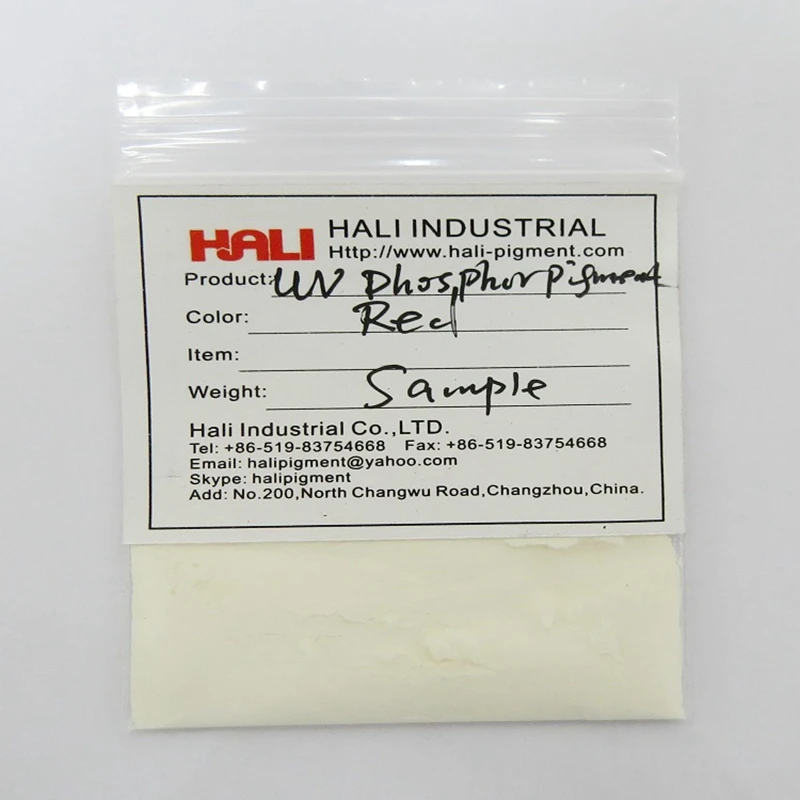 HALI HALI INDUSTRIAL
Http://www.hali-pigment.com
Product: UV Phosphor Pigment
Color: Red
Item:
Weight: Sample
Hali Industrial Co.,LTD.
Tel: +86-519-83754668 Fax: +86-519-83754668
Email: halipigment@yahoo.com
Skype: halipigment
Add: No.200,North Changwu Road,Changzhou,China.